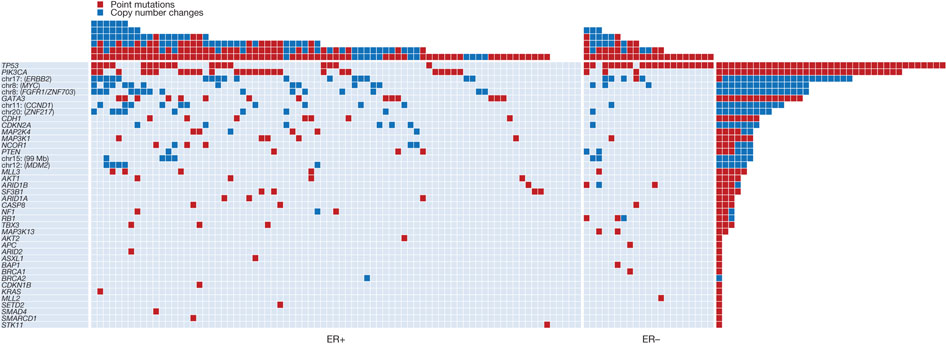 Point mutations
Copy number changes
TP53
PIK3CA
chr17: (ERBB2)
chr8: (MYC)
chr8: (FGFR1/ZNF703)
GATA3
chr11: (CCND1)
chr20: (ZNF217)
CDH1
CDKN2A
MAP2K4
MAP3K1
NCOR1
PTEN
chr15: (99 Mb)
chr12: (MDM2)
MLL3
AKT1
ARID1B
SF3B1
ARID1A
CASP8
NF1
RB1
TBX3
MAP3K13
AKT2
APC
ARID2
ASXL1
BAP1
BRCA1
BRCA2
CDKN1B
KRAS
MLL2
SETD2
SMAD4
SMARCD1
STK11
ER+
ER–